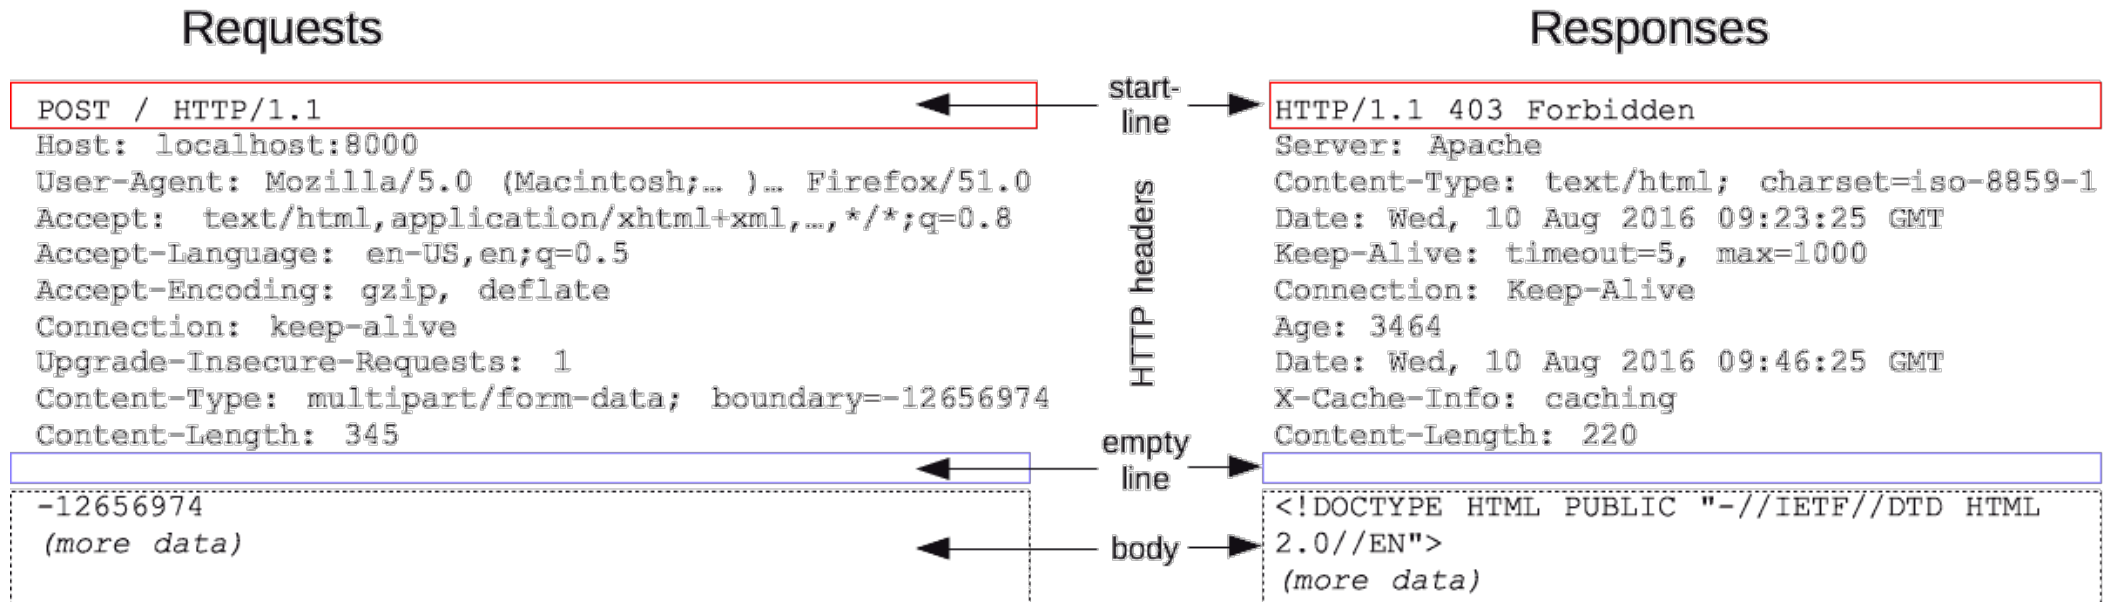 Requests
POST / HTTP/1.1
Host: localhost:8000
User-Agent: Mozilla/5.0 (Macintosh;… )… Firefox/51.0
Accept: text/html,application/xhtml+xml,…,*/*;q=0.8
Accept-Language: en-US,en;q=0.5
Accept-Encoding: gzip, deflate
Connection: keep-alive
Upgrade-Insecure-Requests: 1
Content-Type: multipart/form-data; boundary=-12656974
Content-Length: 345
-12656974
(more data)
start-
line
HTTP headers
empty
line
body
Responses
HTTP/1.1 403 Forbidden
Server: Apache
Content-Type: text/html; charset=iso-8859-1
Date: Wed, 10 Aug 2016 09:23:25 GMT
Keep-Alive: timeout=5, max=1000
Connection: Keep-Alive
Age: 3464
Date: Wed, 10 Aug 2016 09:46:25 GMT
X-Cache-Info: caching
Content-Length: 220
<!DOCTYPE HTML PUBLIC "-//IETF//DTD HTML
2.0//EN">
(more data)